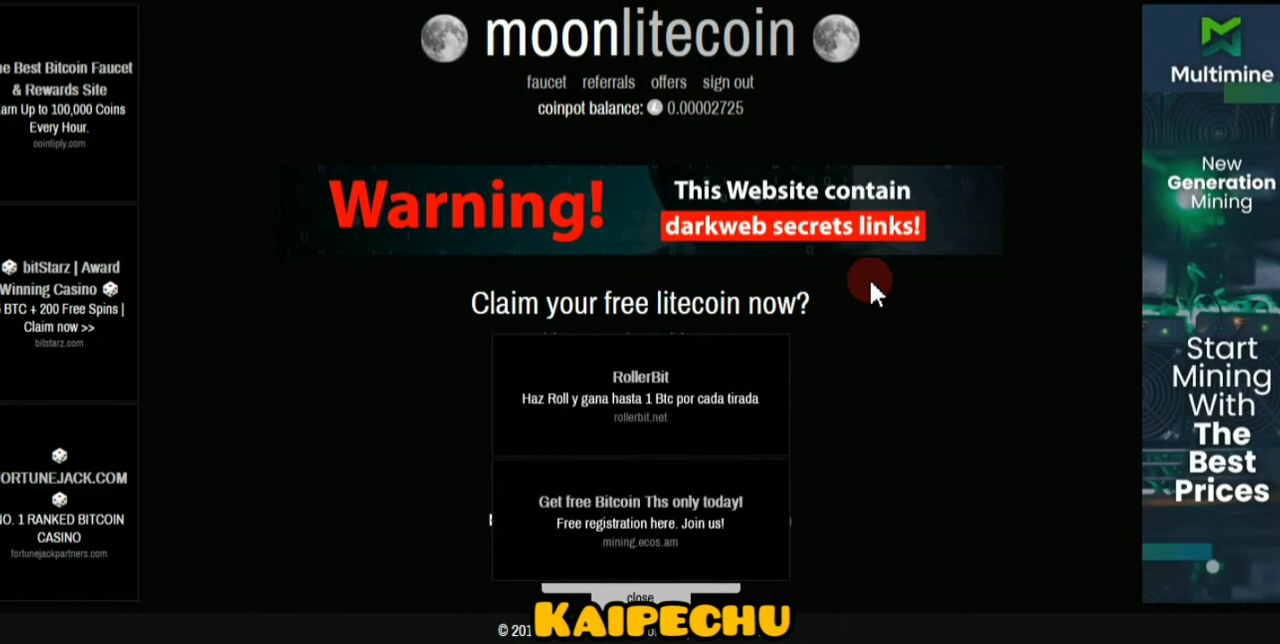 moonlitecoin
faucet referrals offers sign out
coinpot balance: 0.00002725
Best Bitcoin Faucet
& Rewards Site
Up to 100,000 Coins
Every Hour.
cointiply.com
bitStarz | Award
Winning Casino
BTC + 200 Free Spins |
Claim now >>
bitstarz.com
ORTUNEJACK.COM
1 RANKED BITCOIN
CASINO
fortunejackpartners.com
Warning!
This Website contain
darkweb secrets links!
Claim your free litecoin now?
RollerBit
Haz Roll y gana hasta 1 Btc por cada tirada
rollerbit.net
Get free Bitcoin Ths only today!
Free registration here. Join us!
mining.ecos.am
close
©
KAIPECHU
Multimine
New
Generation
Mining
Start
Mining
With
The
Best
Prices